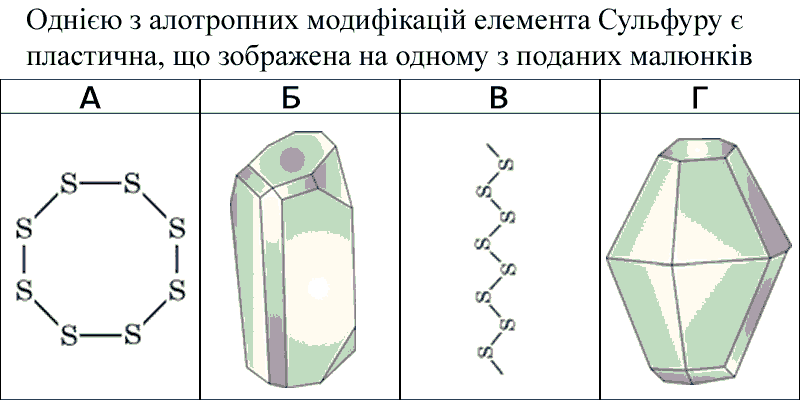 Однією з алотропних модифікацій елемента Сульфуру є
пластична, що зображена на одному з поданих малюнків
А Б В Г
S S
S S
S S
S S
S
S
S
S
S
S
S
S
S